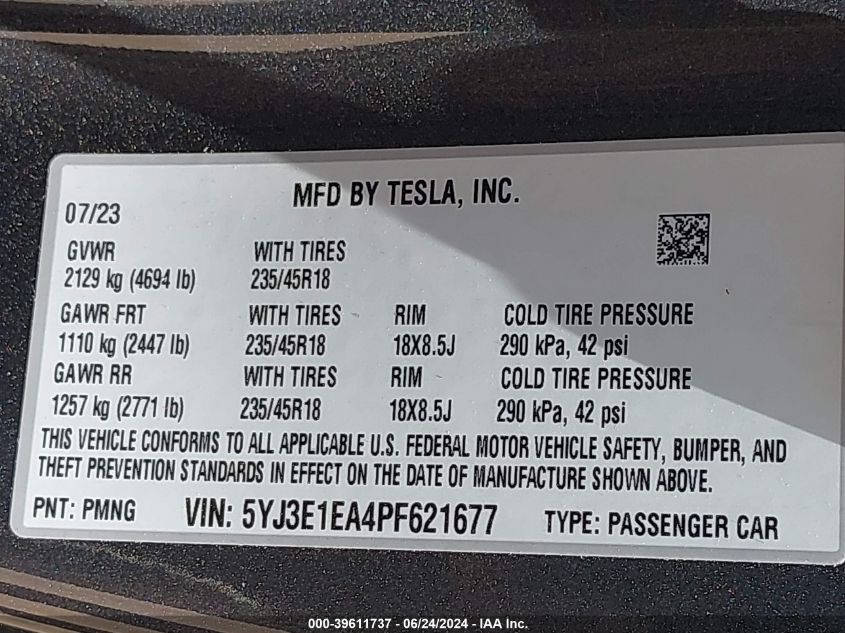 MFD BY TESLA, INC.
07/23
GVWR WITH TIRES
2129 kg (4694 lb) 235/45R18
GAWR FRT WITH TIRES RIM COLD TIRE PRESSURE
1110 kg (2447 lb) 235/45R18 18X8.5J 290 kPa, 42 psi
GAWR RR WITH TIRES RIM COLD TIRE PRESSURE
1257 kg (2771 lb) 235/45R18 18X8.5J 290 kPa, 42 psi
THIS VEHICLE CONFORMS TO ALL APPLICABLE U.S. FEDERAL MOTOR VEHICLE SAFETY, BUMPER, AND
THEFT PREVENTION STANDARDS IN EFFECT ON THE DATE OF MANUFACTURE SHOWN ABOVE.
PNT: PMNG VIN: 5YJ3E1EA4PF621677 TYPE: PASSENGER CAR
000-39611737 - 06/24/2024 - IAA Inc.